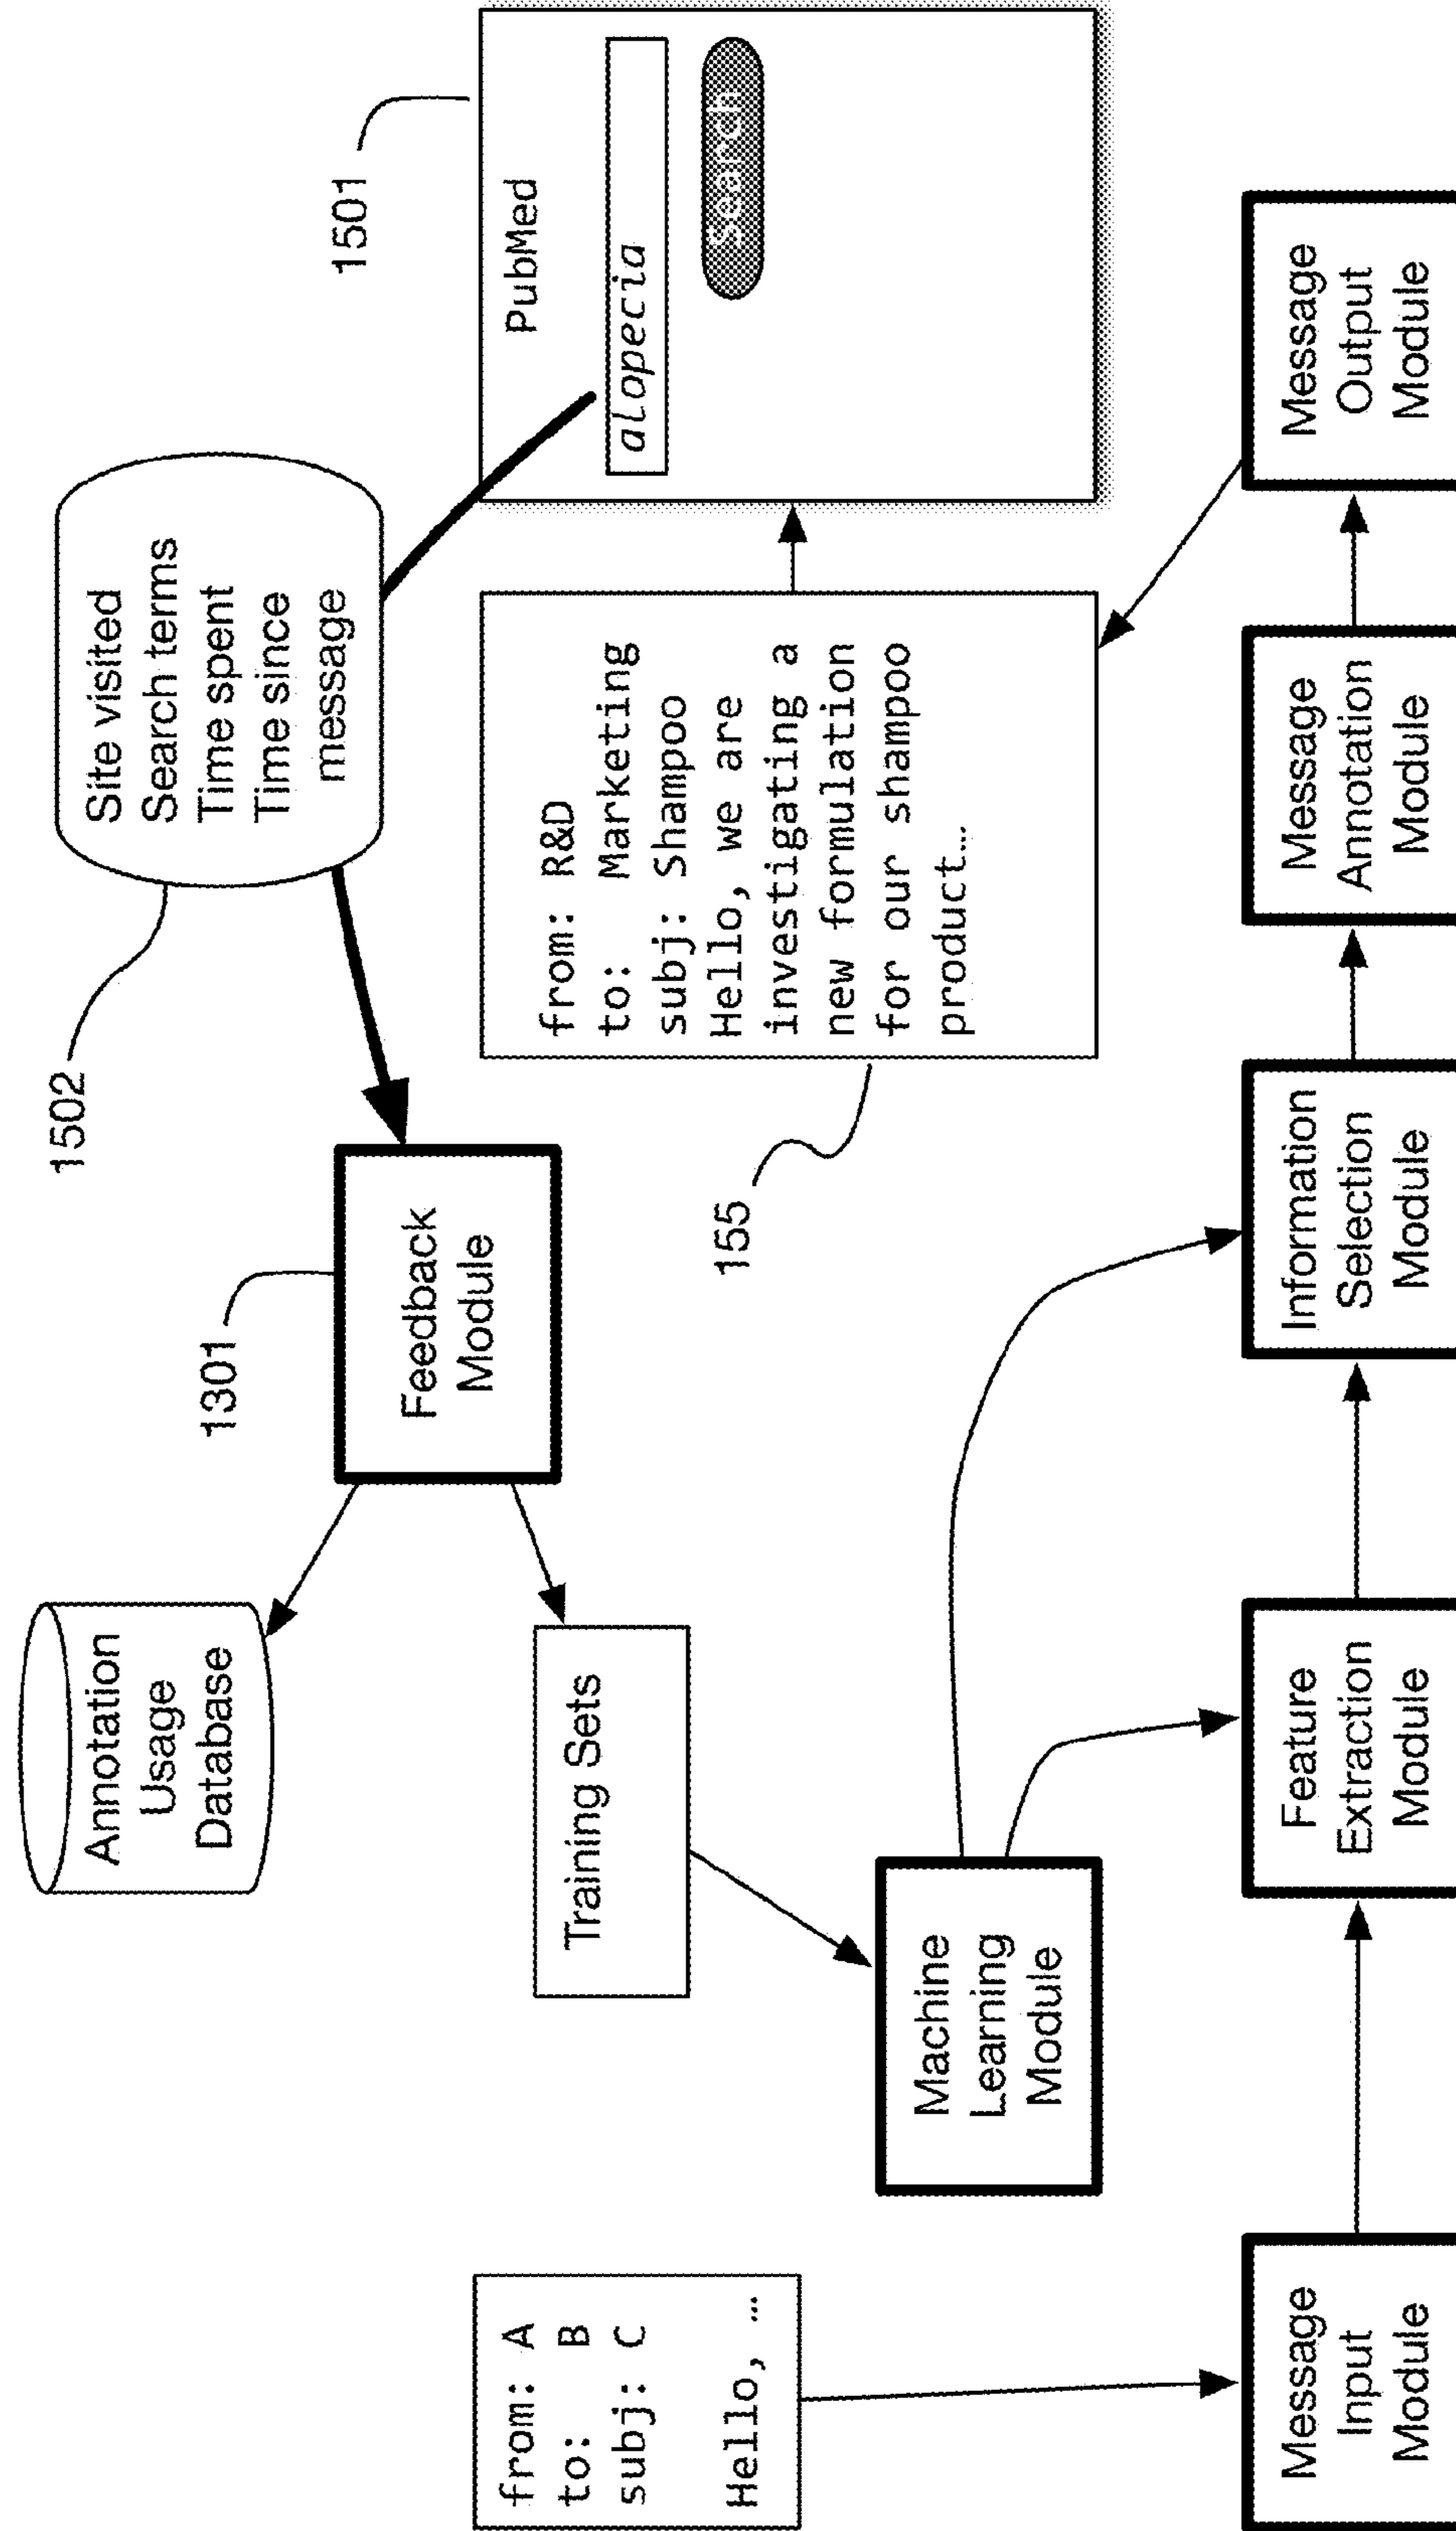 Annotation
Usage
Database
1301
Feedback
Module
1502
Site visited
Search terms
Time spent
Time since
message
1501
PubMed
alopecia
search
Training Sets
155
from: R&D
to: Marketing
subj: Shampoo
Hello, we are
investigating a
new formulation
for our shampoo
product…
from: A
to: B
subj: C
Hello, …
Machine
Learning
Module
Message
Input
Module
Feature
Extraction
Module
Information
Selection
Module
Message
Annotation
Module
Message
Output
Module